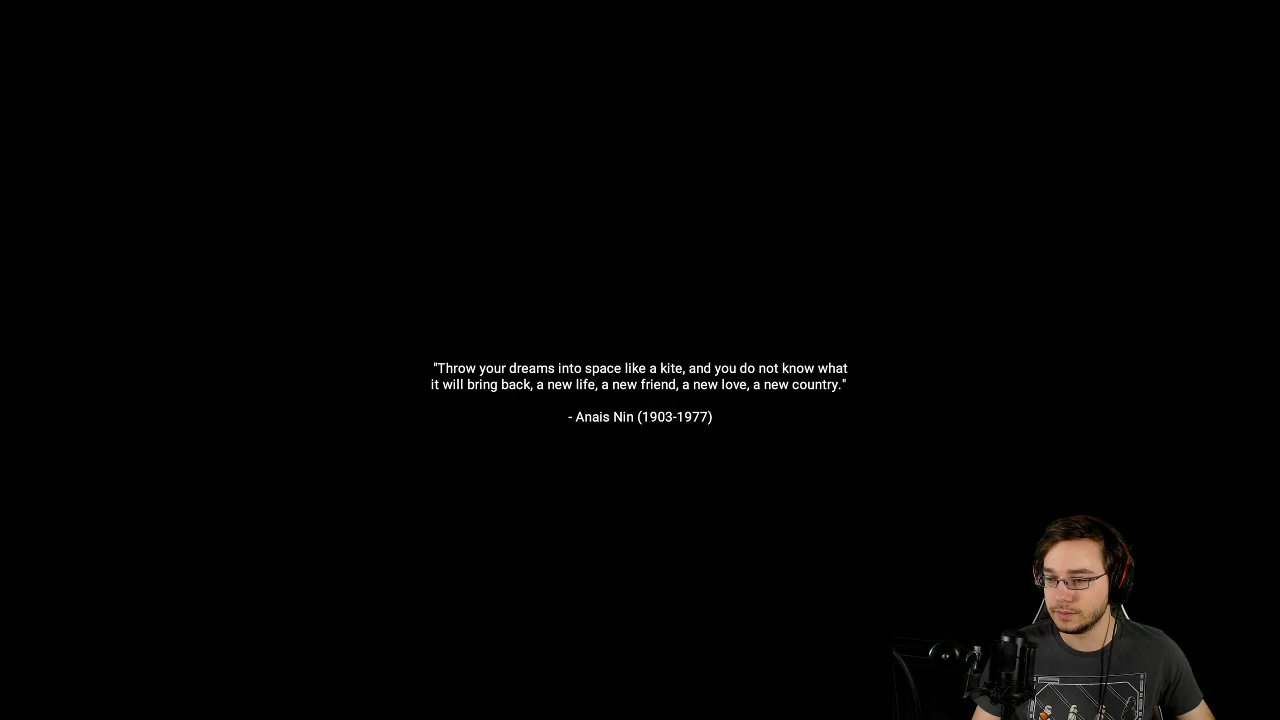 "Throw your dreams into space like a kite, and you do not know what
it will bring back, a new life, a new friend, a new love, a new country."
- Anais Nin (1903-1977)